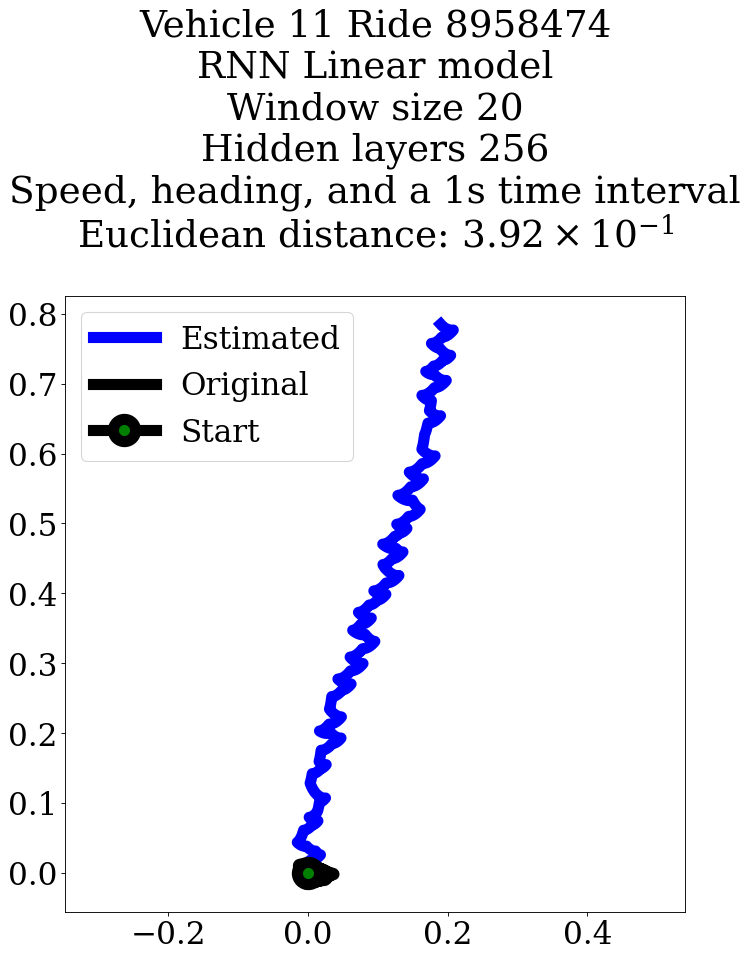 Vehicle 11 Ride 8958474
RNN Linear model
Window size 20
Hidden layers 256
Speed, heading, and a 1s time interval
Euclidean distance: 3.92 × 10⁻¹
Estimated
Original
Start
0.8
0.7
0.6
0.5
0.4
0.3
0.2
0.1
0.0
−0.2 0.0 0.2 0.4